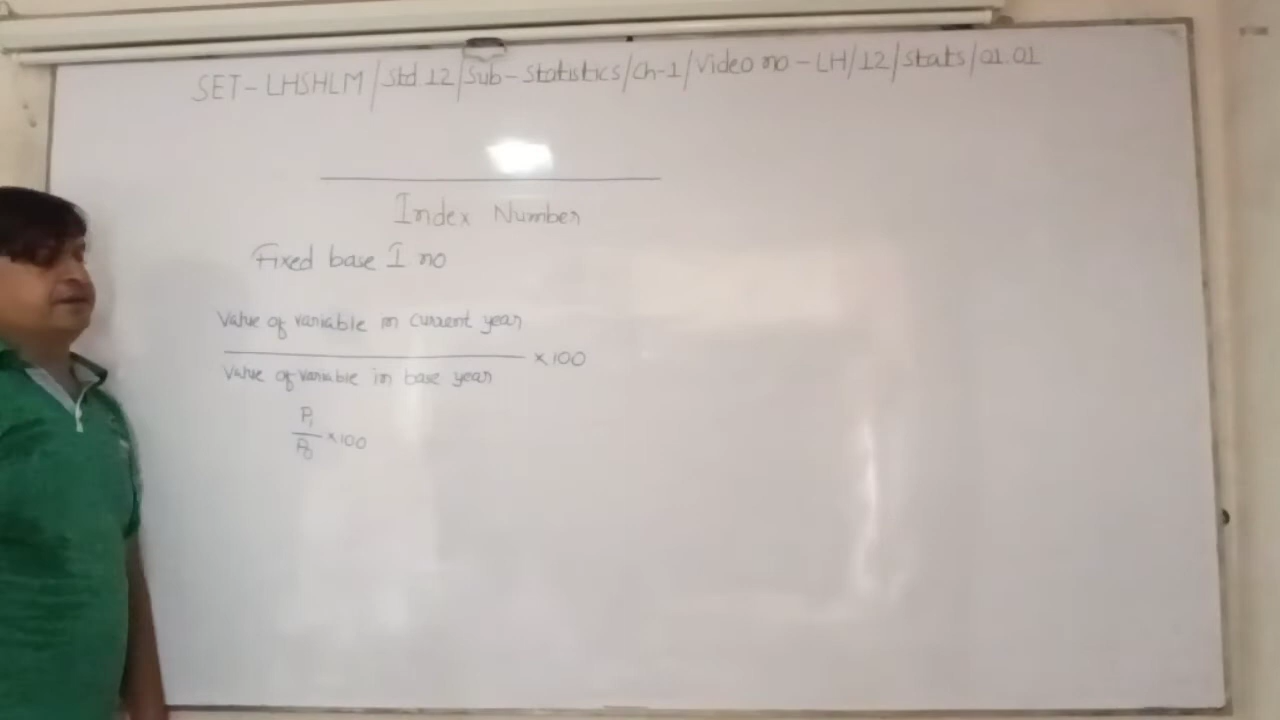 SET-LHSHLM/Std 12/Sub-Statistics/Ch-1/Video no-LH/12/Stats/01.01
Index Number
Fixed base I no
Value of variable in current year
Value of variable in base year
×100
P₁
P₀
×100